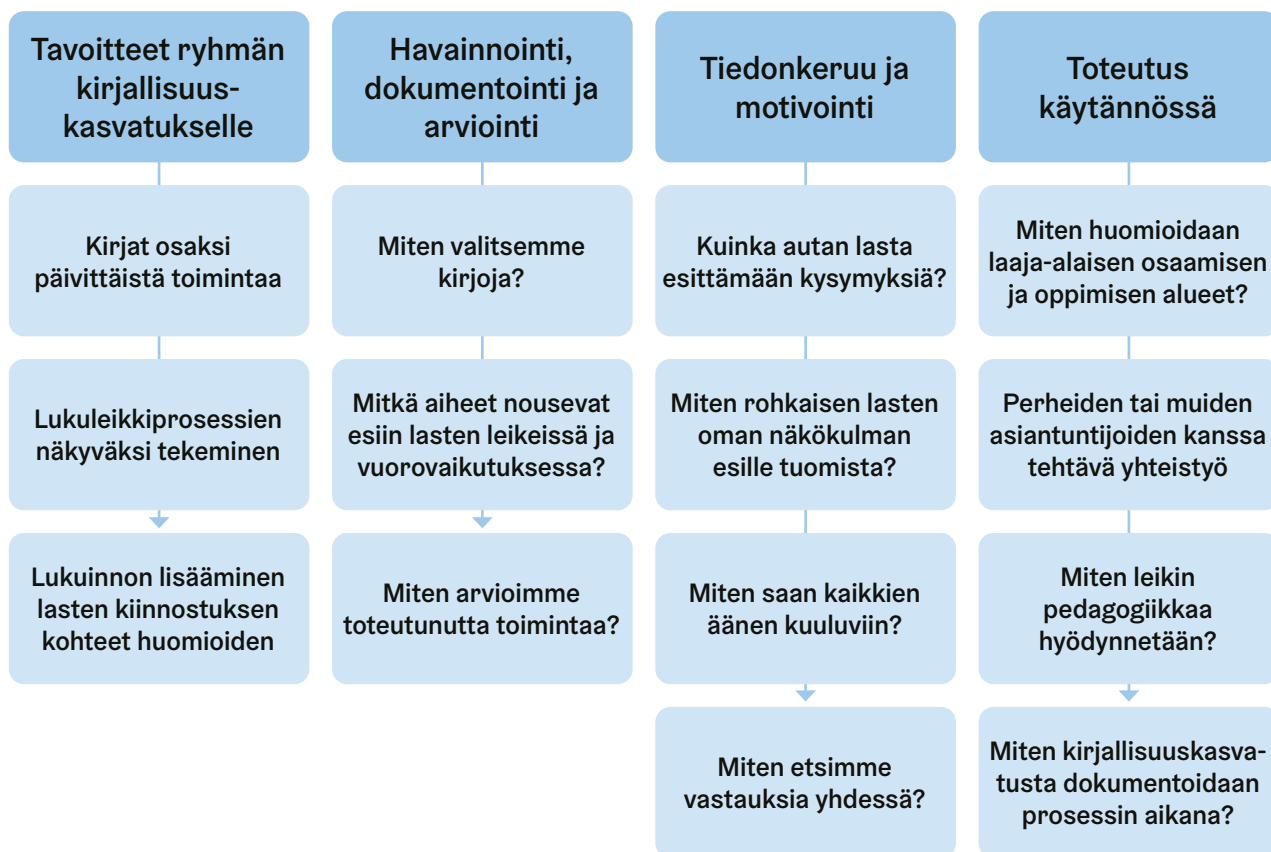 Tavoitteet ryhmän
kirjallisuus-
kasvatukselle
Kirjat osaksi
päivittäistä toimintaa
Lukuleikkiprosessien
näkyväksi tekeminen
Lukuinnon lisääminen
lasten kiinnostuksen
kohteet huomioiden
Havainnointi,
dokumentointi ja
arviointi
Miten valitsemme
kirjoja?
Mitkä aiheet nousevat
esiin lasten leikeissä ja
vuorovaikutuksessa?
Miten arvioimme
toteutunutta toimintaa?
Tiedonkeruu ja
motivointi
Kuinka autan lasta
esittämään kysymyksiä?
Miten rohkaisen lasten
oman näkökulman
esille tuomista?
Miten saan kaikkien
äänen kuuluviin?
Miten etsimme
vastauksia yhdessä?
Toteutus
käytännössä
Miten huomioidaan
laaja-alaisen osaamisen
ja oppimisen alueet?
Perheiden tai muiden
asiantuntijoiden kanssa
tehtävä yhteistyö
Miten leikin
pedagogiikkaa
hyödynnetään?
Miten kirjallisuuskasva-
tusta dokumentoidaan
prosessin aikana?